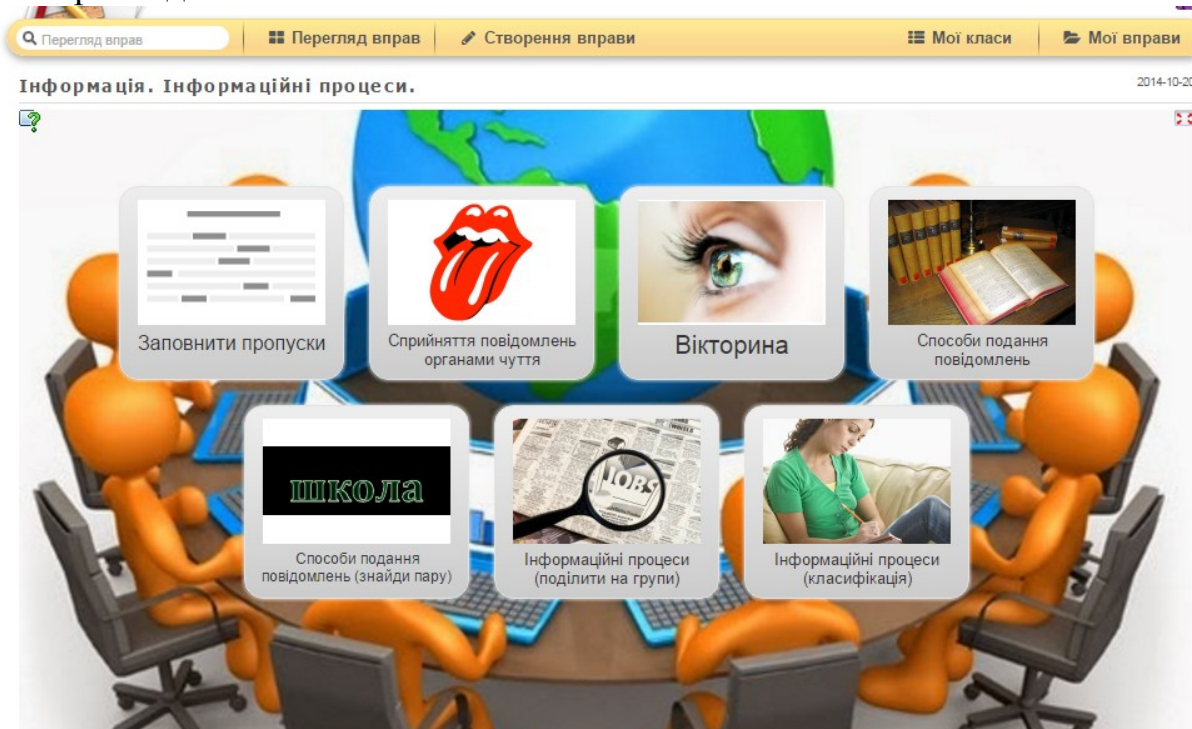 Перегляд вправ
Перегляд вправ
Створення вправи
Мої класи
Мої вправи
Інформація. Інформаційні процеси.
2014-10-20
Заповнити пропуски
Сприйняття повідомлень
органами чуття
Вікторина
Способи подання
повідомлень
школа
Способи подання
повідомлень (знайди пару)
JOBS
Інформаційні процеси
(поділити на групи)
Інформаційні процеси
(класифікація)